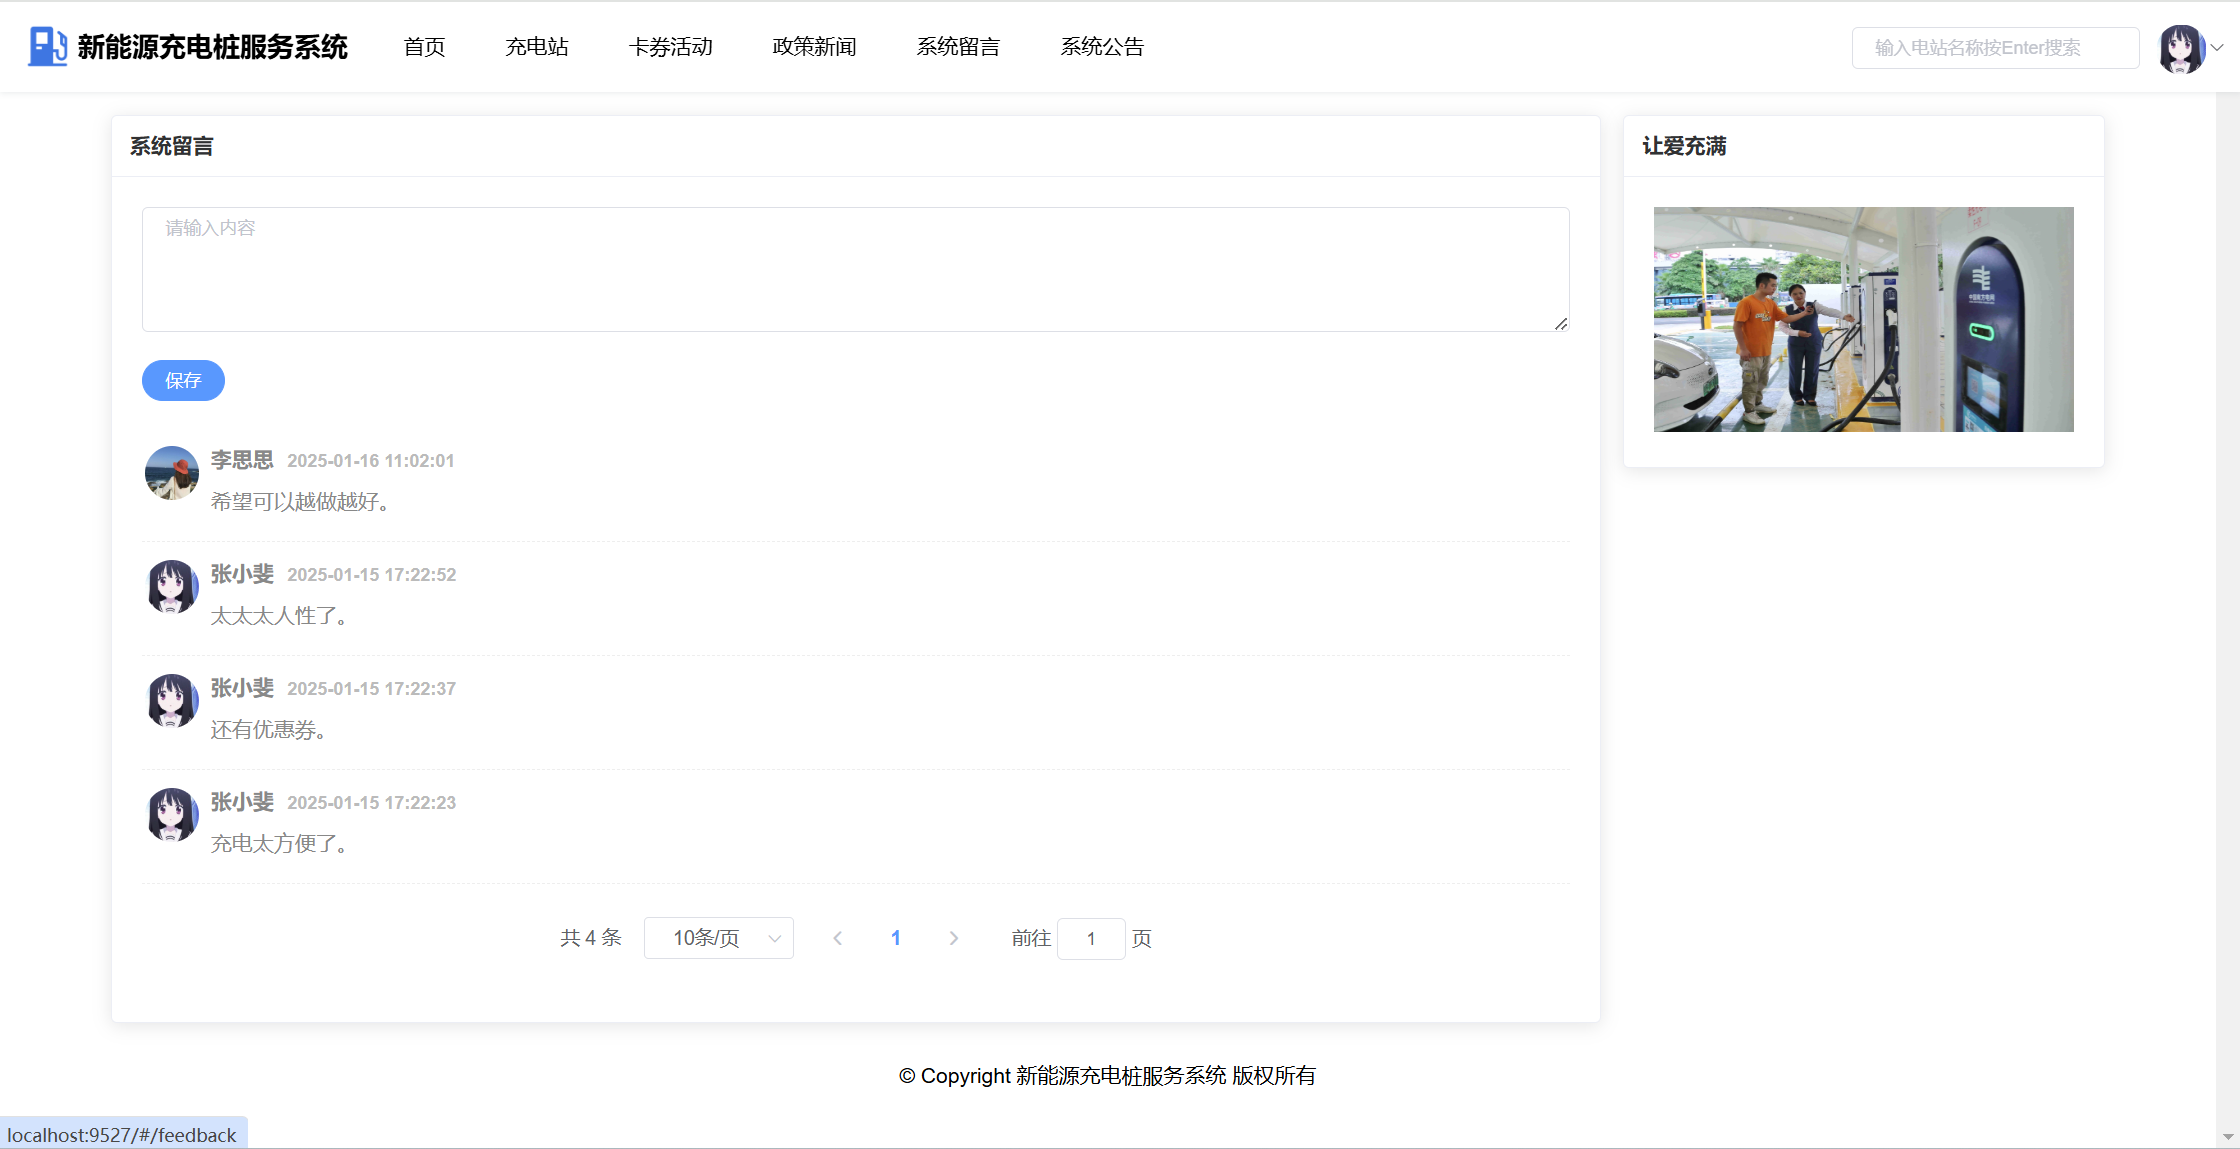 新能源充电桩服务系统
首页 充电站 卡券活动 政策新闻 系统留言 系统公告
输入电站名称按Enter搜索
系统留言
请输入内容
保存
李思思 2025-01-16 11:02:01
希望可以越做越好。
张小斐 2025-01-15 17:22:52
太太太人性了。
张小斐 2025-01-15 17:22:37
还有优惠券。
张小斐 2025-01-15 17:22:23
充电太方便了。
共 4 条 10条/页 1 前往 1 页
让爱充满
中国南方电网
© Copyright 新能源充电桩服务系统 版权所有
localhost:9527/#/feedback